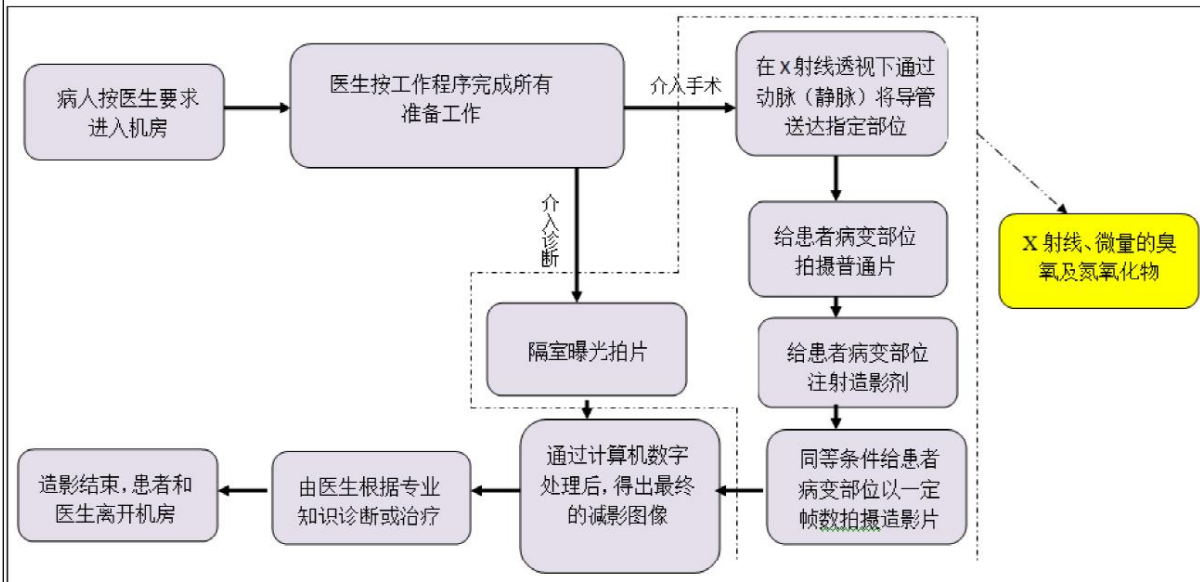 病人按医生要求
进入机房
医生按工作程序完成所有
准备工作
介入手术
在X射线透视下通过
动脉（静脉）将导管
送达指定部位
介入诊断
给患者病变部位
拍摄普通片
X 射线、微量的臭
氧及氮氧化物
隔室曝光拍片
给患者病变部位
注射造影剂
同等条件给患者
病变部位以一定
帧数拍摄造影片
通过计算机数字
处理后，得出最终
的减影图像
由医生根据专业
知识诊断或治疗
造影结束，患者和
医生离开机房